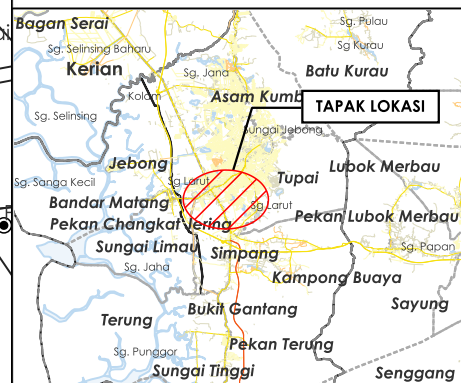 Bagan Serai
Sg. Pulau
Sg. Selinsing Baharu
Sg Kurau
Kerian
Sg. Jana
Batu Kurau
Kolam
Asam Kumb
TAPAK LOKASI
Sg. Selinsing
Sungai Jebong
Jebong
Lubok Merbau
Sg. Sanga Kecil
Sg Larut
Tupai
Bandar Matang
Sg Larut
Pekan Lubok Merbau
Pekan Changkat Jering
Sungai Limau
Simpang
Sg. Papan
Sg. Jaha
Kampong Buaya
Bukit Gantang
Sayung
Terung
Pekan Terung
Sg. Punggor
Sungai Tinggi
Senggang